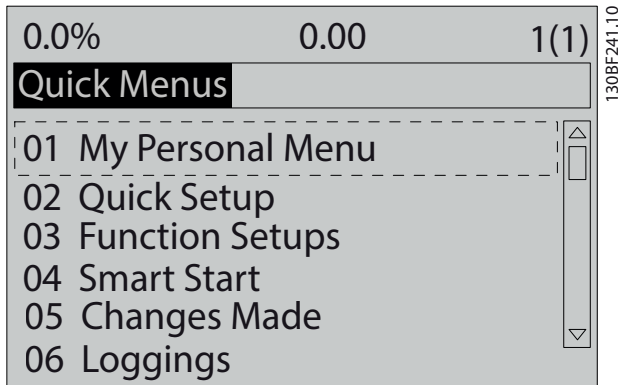 0.0% 0.00 1(1)
Quick Menus
01 My Personal Menu
02 Quick Setup
03 Function Setups
04 Smart Start
05 Changes Made
06 Loggings
130BF241.10